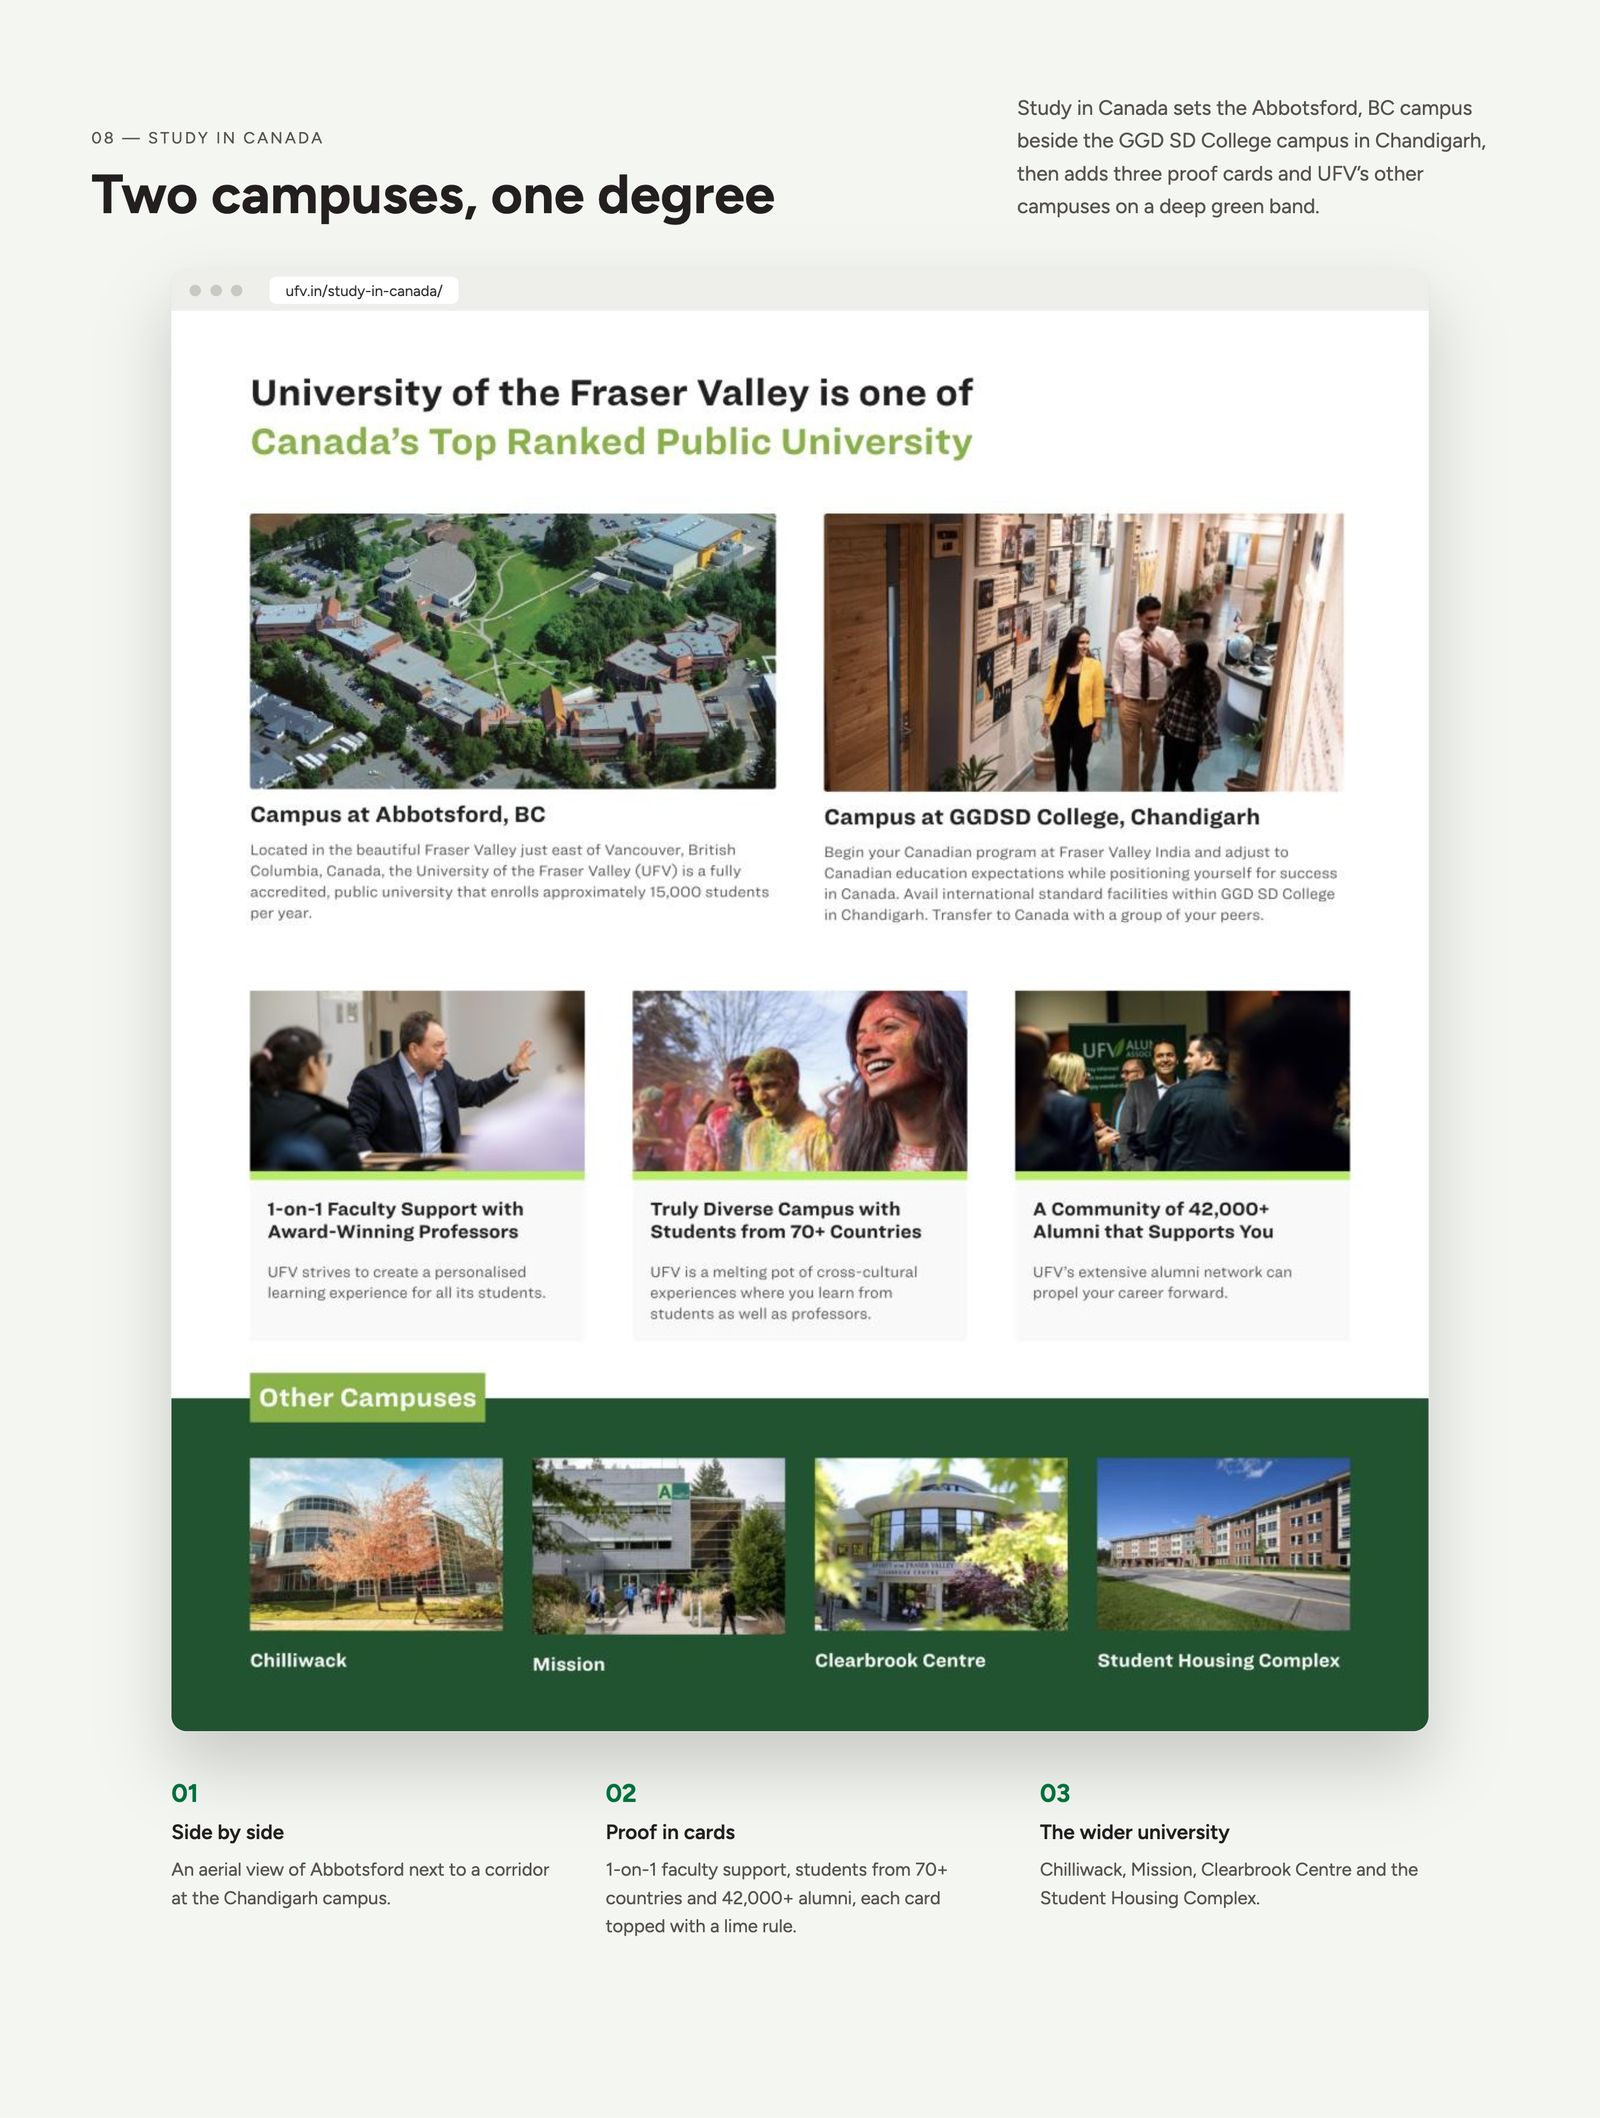 08 — STUDY IN CANADA
Two campuses, one degree
Study in Canada sets the Abbotsford, BC campus
beside the GGD SD College campus in Chandigarh,
then adds three proof cards and UFV’s other
campuses on a deep green band.
ufv.in/study-in-canada/
University of the Fraser Valley is one of
Canada’s Top Ranked Public University
Campus at Abbotsford, BC
Located in the beautiful Fraser Valley just east of Vancouver, British
Columbia, Canada, the University of the Fraser Valley (UFV) is a fully
accredited, public university that enrolls approximately 15,000 students
per year.
Campus at GGDSD College, Chandigarh
Begin your Canadian program at Fraser Valley India and adjust to
Canadian education expectations while positioning yourself for success
in Canada. Avail international standard facilities within GGD SD College
in Chandigarh. Transfer to Canada with a group of your peers.
UFV ALU
1-on-1 Faculty Support with
Award-Winning Professors
UFV strives to create a personalised
learning experience for all its students.
Truly Diverse Campus with
Students from 70+ Countries
UFV is a melting pot of cross-cultural
experiences where you learn from
students as well as professors.
A Community of 42,000+
Alumni that Supports You
UFV’s extensive alumni network can
propel your career forward.
Other Campuses
A
CLEARBROOK CENTRE
Chilliwack
Mission
Clearbrook Centre
Student Housing Complex
01
Side by side
An aerial view of Abbotsford next to a corridor
at the Chandigarh campus.
02
Proof in cards
1-on-1 faculty support, students from 70+
countries and 42,000+ alumni, each card
topped with a lime rule.
03
The wider university
Chilliwack, Mission, Clearbrook Centre and the
Student Housing Complex.